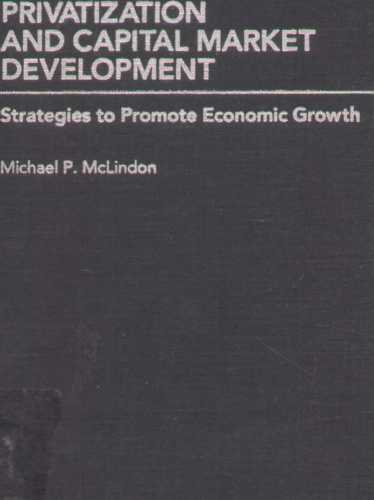 PRIVATIZATION
AND CAPITAL MARKET
DEVELOPMENT
Strategies to Promote Economic Growth
Michael P. McLindon